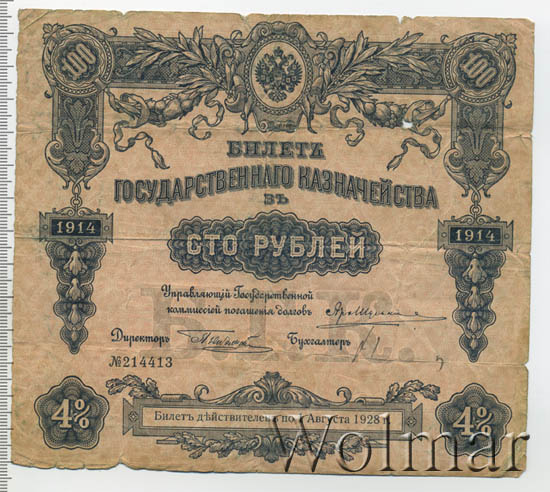 100 100
БИЛЕТЪ
ГОСУДАРСТВЕННАГО КАЗНАЧЕЙСТВА
ВЪ
1914 1914
СТО РУБЛЕЙ
Управляющій Государственной
коммиссіей погашенія долговъ
Директоръ Бухгалтеръ
№214413
4% 4%
Билетъ дѣйствителенъ по 1 Августа 1928 г.
Wolmar